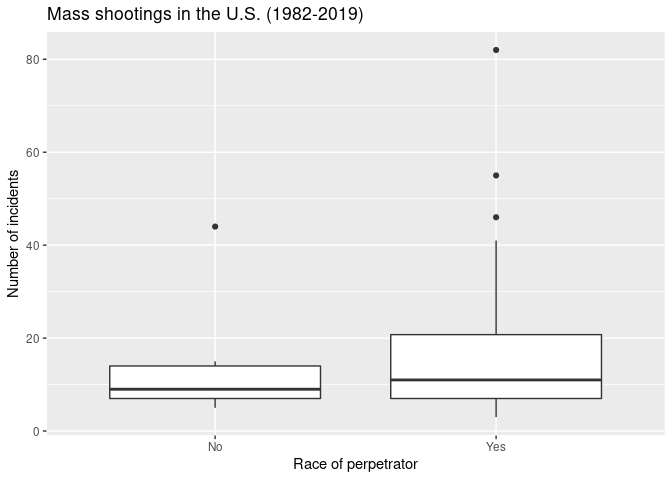 Mass shootings in the U.S. (1982-2019)
80
60
40
20
0
Number of incidents
No
Yes
Race of perpetrator